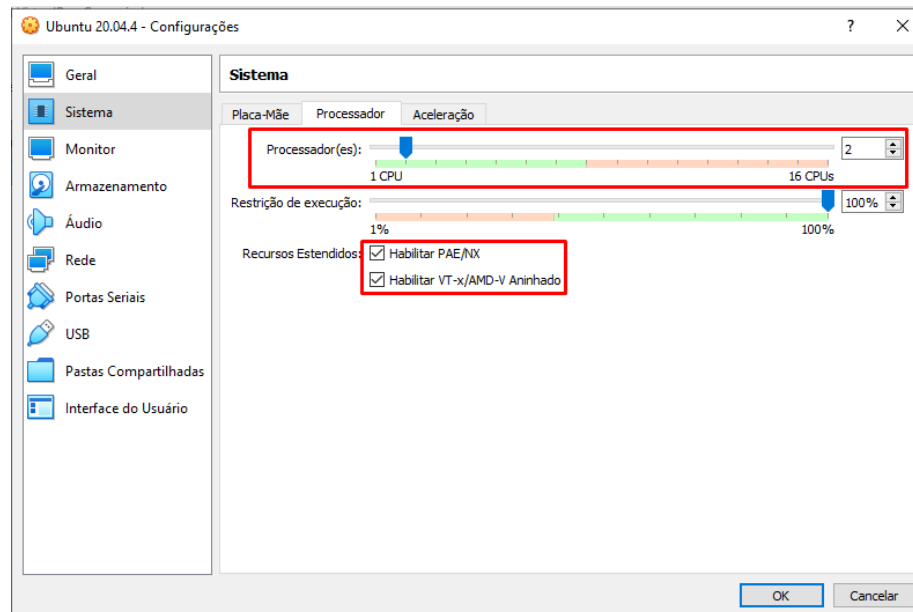 Ubuntu 20.04.4 - Configurações
?
Geral
Sistema
Monitor
Armazenamento
Áudio
Rede
Portas Seriais
USB
Pastas Compartilhadas
Interface do Usuário
Sistema
Placa-Mãe Processador Aceleração
Processador(es): 2
1 CPU 16 CPUs
Restrição de execução: 100%
1% 100%
Recursos Estendidos: Habilitar PAE/NX
Habilitar VT-x/AMD-V Aninhado
OK Cancelar